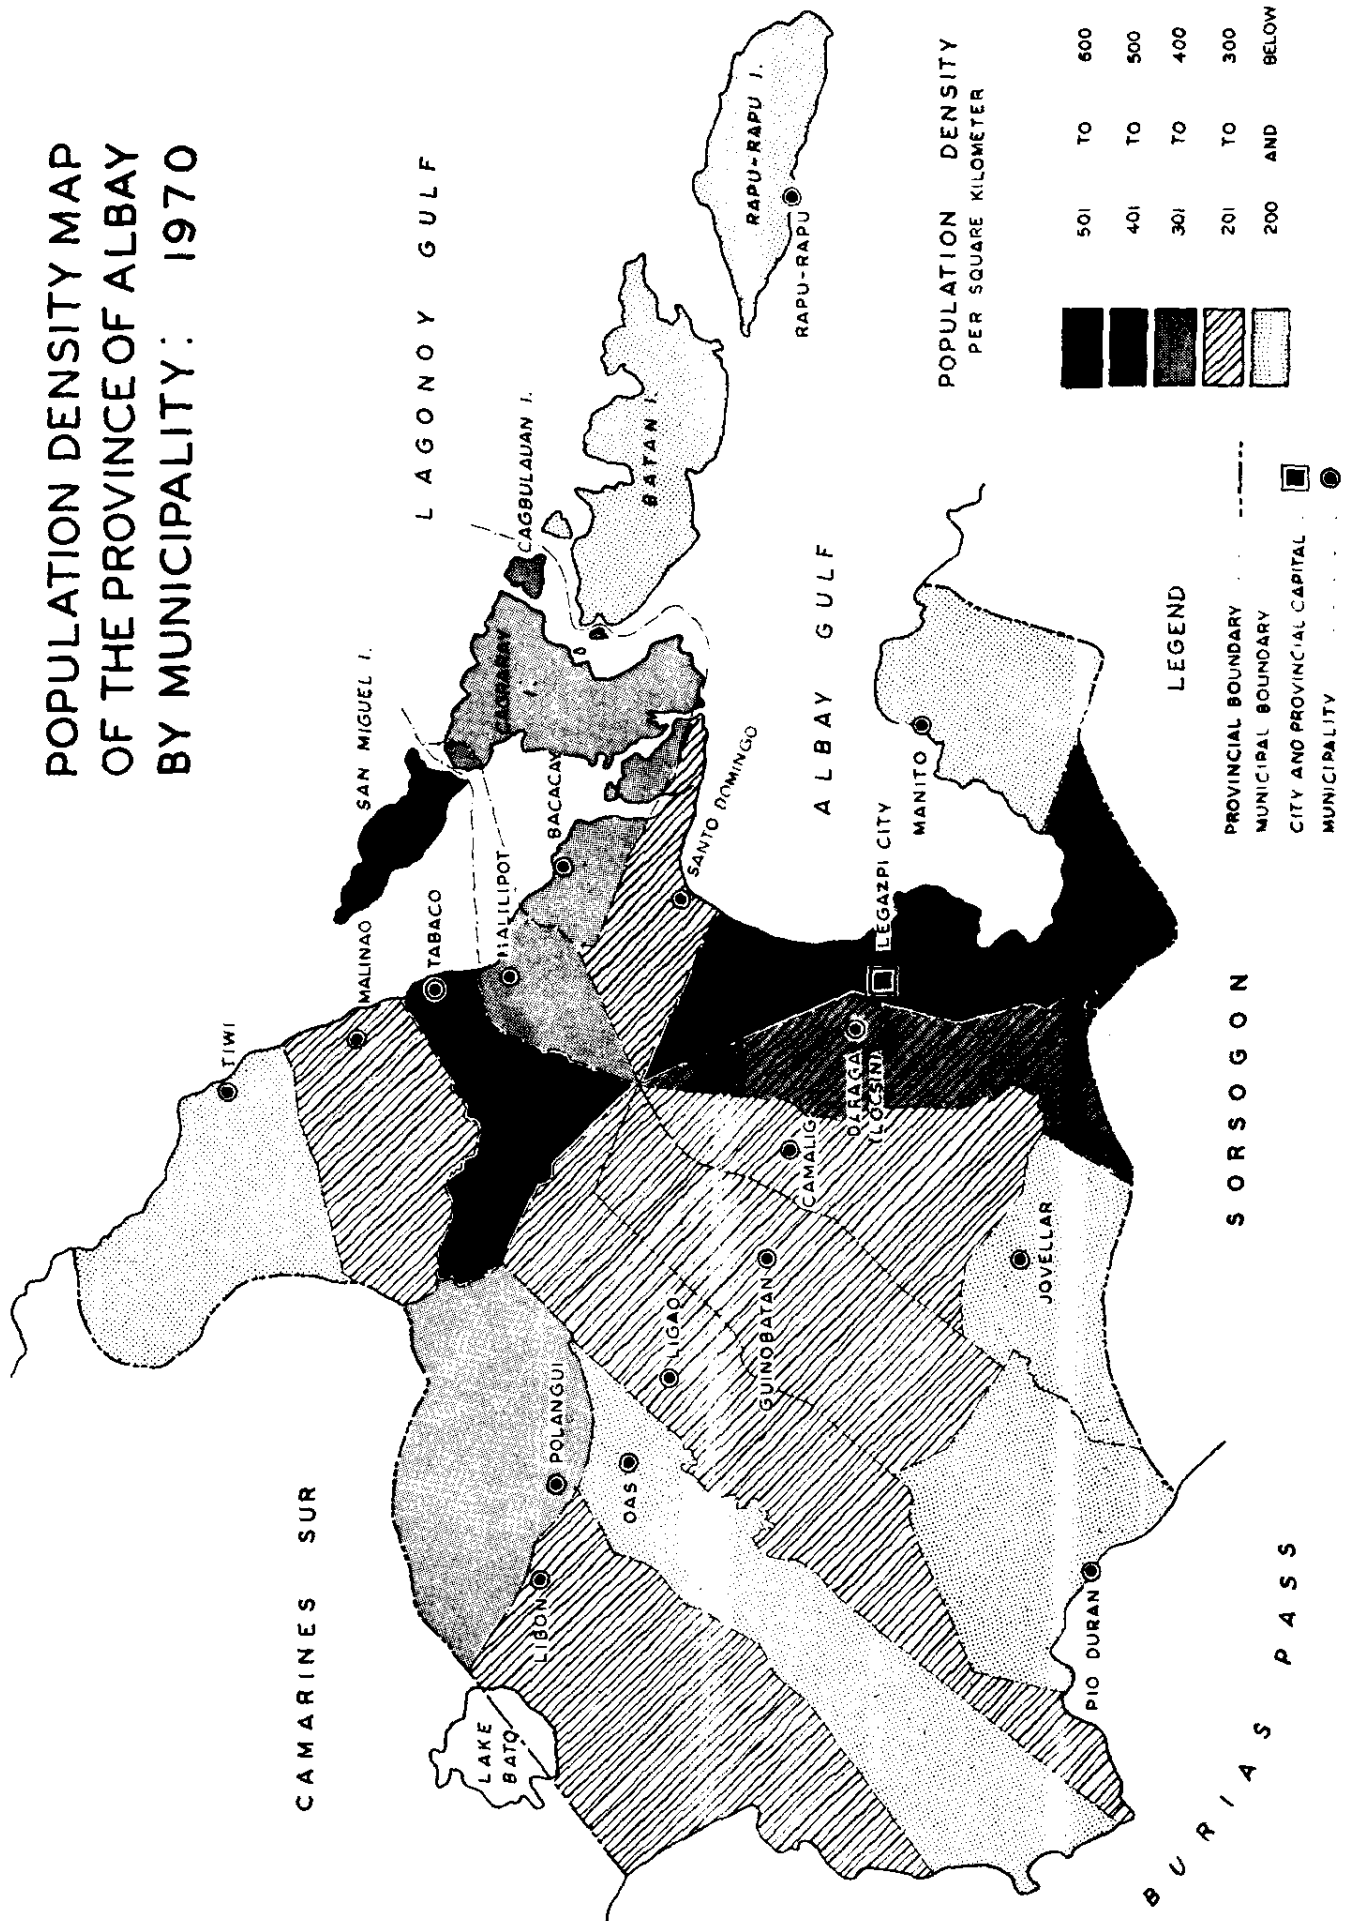 POPULATION DENSITY MAP
OF THE PROVINCE OF ALBAY
BY MUNICIPALITY: 1970
LAGONOY GULF
CAMARINES SUR
TIWI
MALINAO
SAN MIGUEL I.
TABACO
MALILIPOT
BACACAY
CAGRARAY
I.
CAGBULAUAN I.
BATAN I.
RAPU-RAPU I.
RAPU-RAPU
SANTO DOMINGO
ALBAY GULF
LEGAZPI CITY
MANITO
DARAGA
(LOCSIN)
CAMALIG
GUINOBATAN
JOVELLAR
LIGAO
POLANGUI
OAS
LIBON
LAKE
BATO
PIO DURAN
SORSOGON
BURIAS PASS
LEGEND
PROVINCIAL BOUNDARY
MUNICIPAL BOUNDARY
CITY AND PROVINCIAL CAPITAL
MUNICIPALITY
POPULATION DENSITY
PER SQUARE KILOMETER
501 TO 600
401 TO 500
301 TO 400
201 TO 300
200 AND BELOW